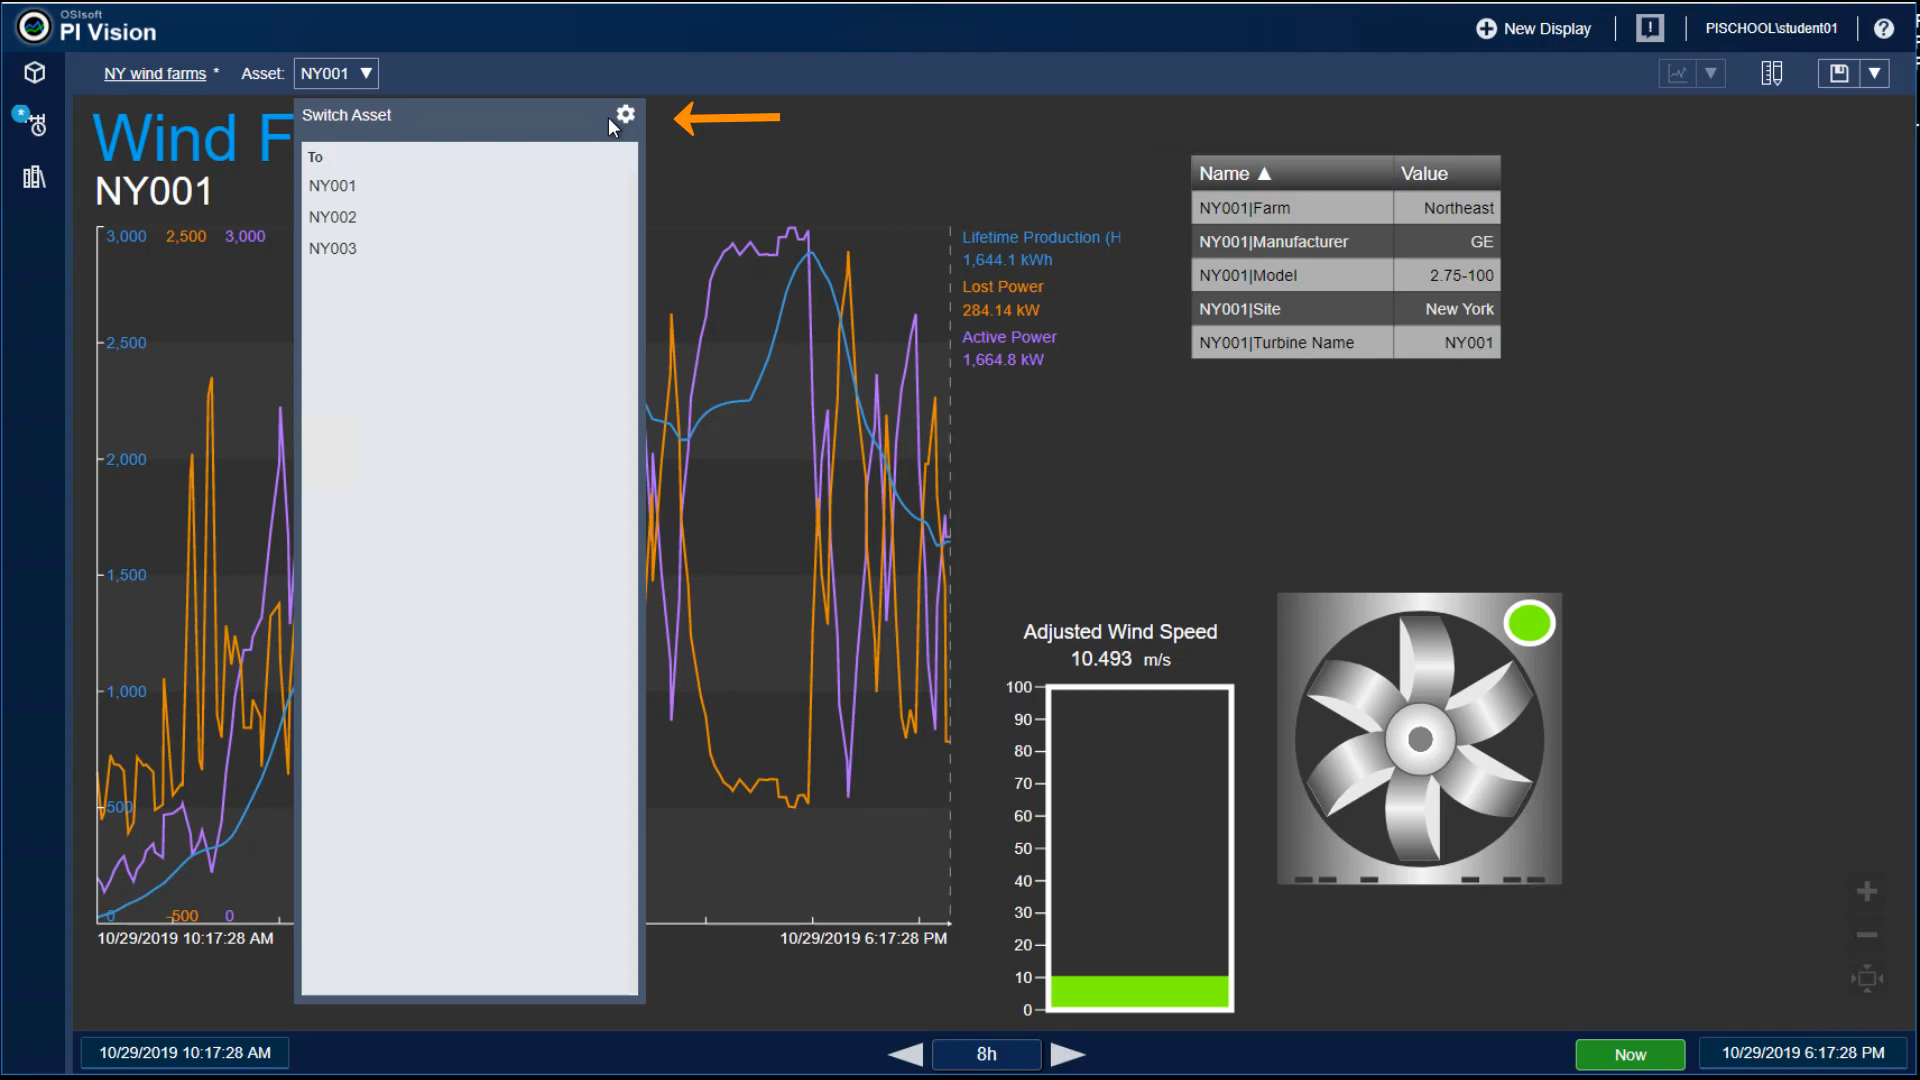 OSIsoft
PI Vision
New Display
PISCHOOL\student01
NY wind farms *
Asset:
NY001
Switch Asset
To
NY001
NY002
NY003
Wind F
NY001
3,000 2,500 3,000
2,500
2,000
1,500
1,000
500
0 -500 0
10/29/2019 10:17:28 AM
10/29/2019 6:17:28 PM
Lifetime Production (H
1,644.1 kWh
Lost Power
284.14 kW
Active Power
1,664.8 kW
Name ▲ Value
NY001|Farm Northeast
NY001|Manufacturer GE
NY001|Model 2.75-100
NY001|Site New York
NY001|Turbine Name NY001
Adjusted Wind Speed
10.493 m/s
100
90
80
70
60
50
40
30
20
10
0
10/29/2019 10:17:28 AM
8h
Now
10/29/2019 6:17:28 PM